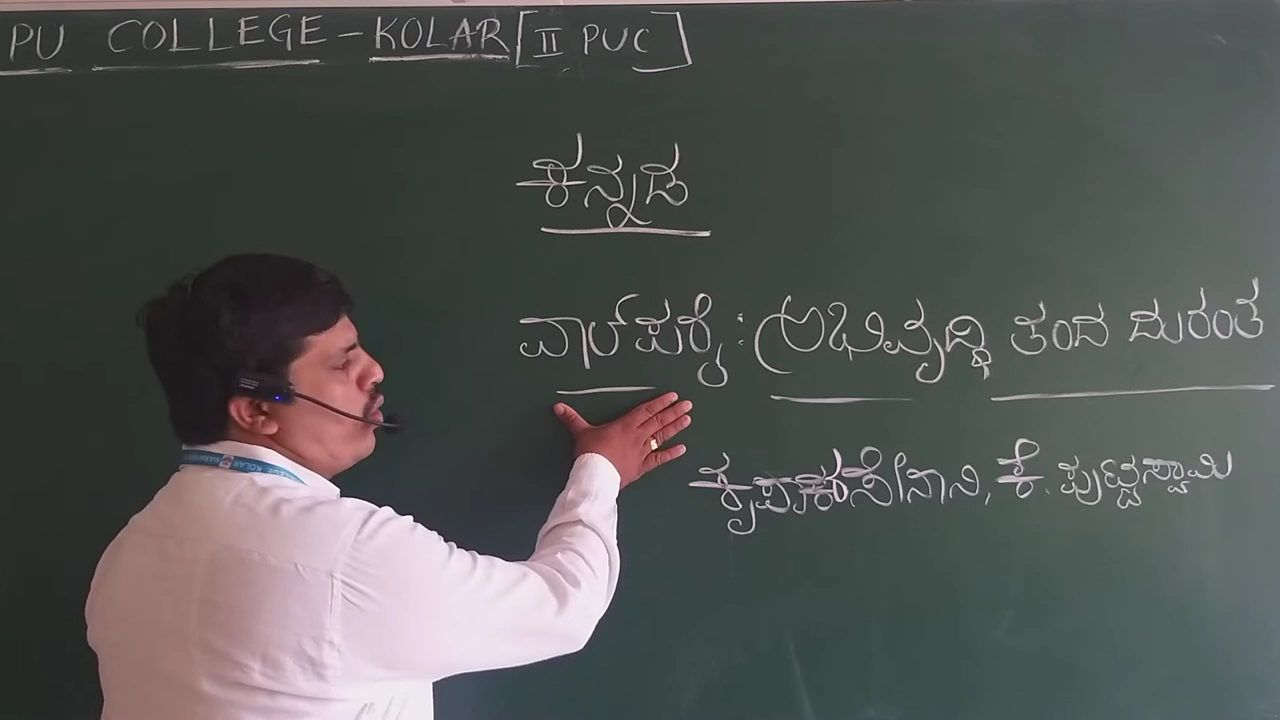 PU COLLEGE - KOLAR [II PUC]
ಕನ್ನಡ
ವಾಲ್ಪರೈ : (ಅಭಿವೃದ್ಧಿ ತಂದ ದುರಂತ
ಕೃಪಾಕರ ಸೇನಾನಿ, ಕೆ. ಪುಟ್ಟಸ್ವಾಮಿ